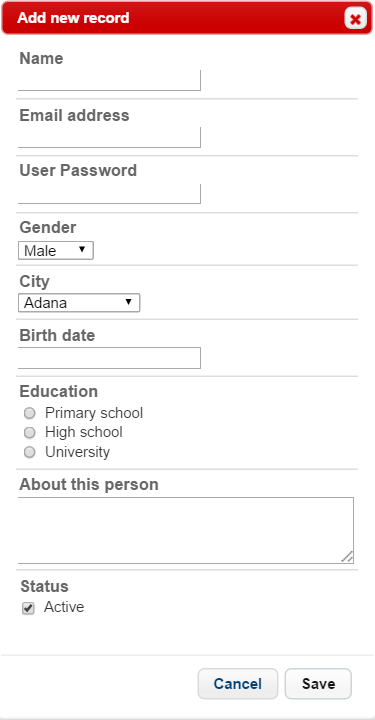 Add new record
Name
Email address
User Password
Gender
Male
City
Adana
Birth date
Education
Primary school
High school
University
About this person
Status
Active
Cancel Save